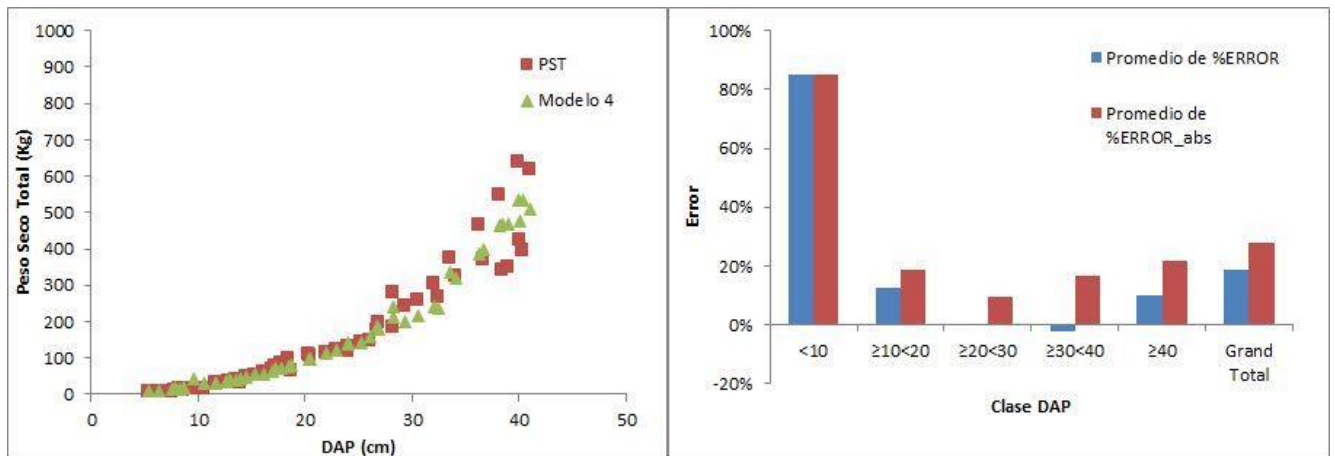 1000
900
800
700
600
500
400
300
200
100
0
Peso Seco Total (Kg)
PST
Modelo 4
0 10 20 30 40 50
DAP (cm)
100%
80%
60%
40%
20%
0%
-20%
Error
Promedio de %ERROR
Promedio de
%ERROR_abs
<10 ≥10<20 ≥20<30 ≥30<40 ≥40 Grand
Total
Clase DAP